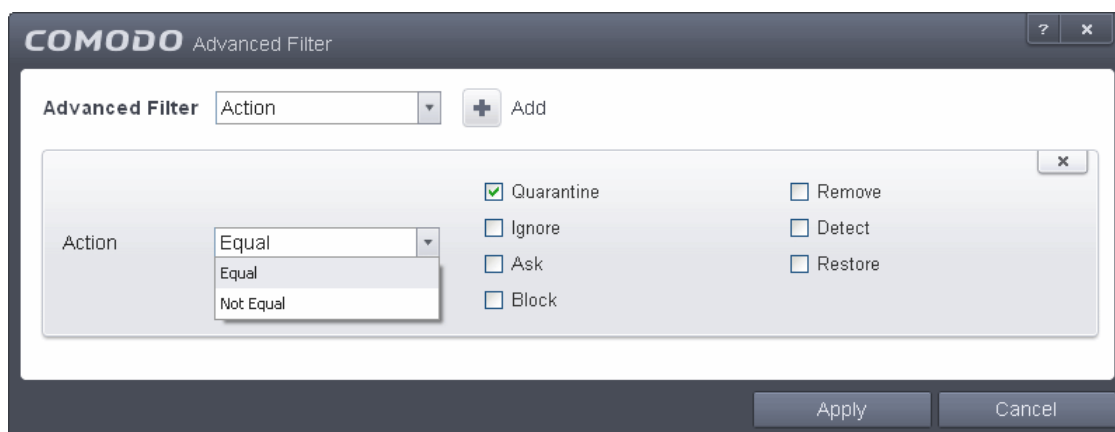 COMODO Advanced Filter
?
x
Advanced Filter Action + Add
x
Quarantine Remove
Ignore Detect
Action Equal
Ask Restore
Equal
Block
Not Equal
Apply Cancel